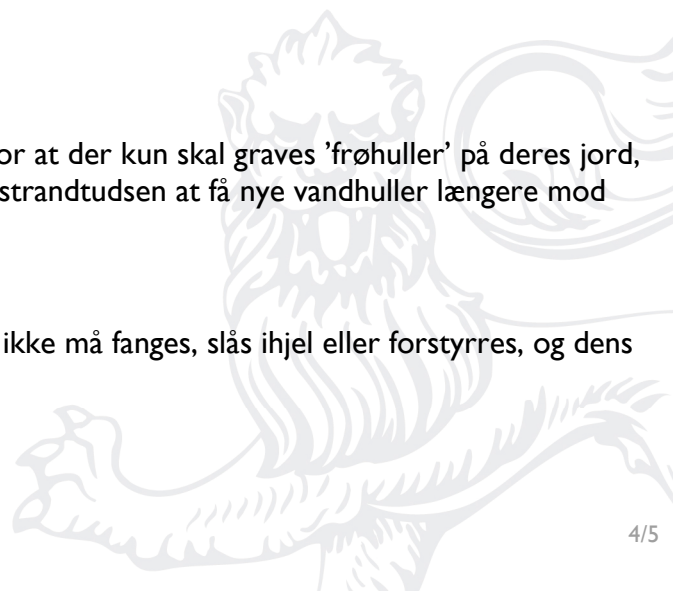 or at der kun skal graves ’frøhuller’ på deres jord,
strandtudsen at få nye vandhuller længere mod
ikke må fanges, slås ihjel eller forstyrres, og dens
4/5